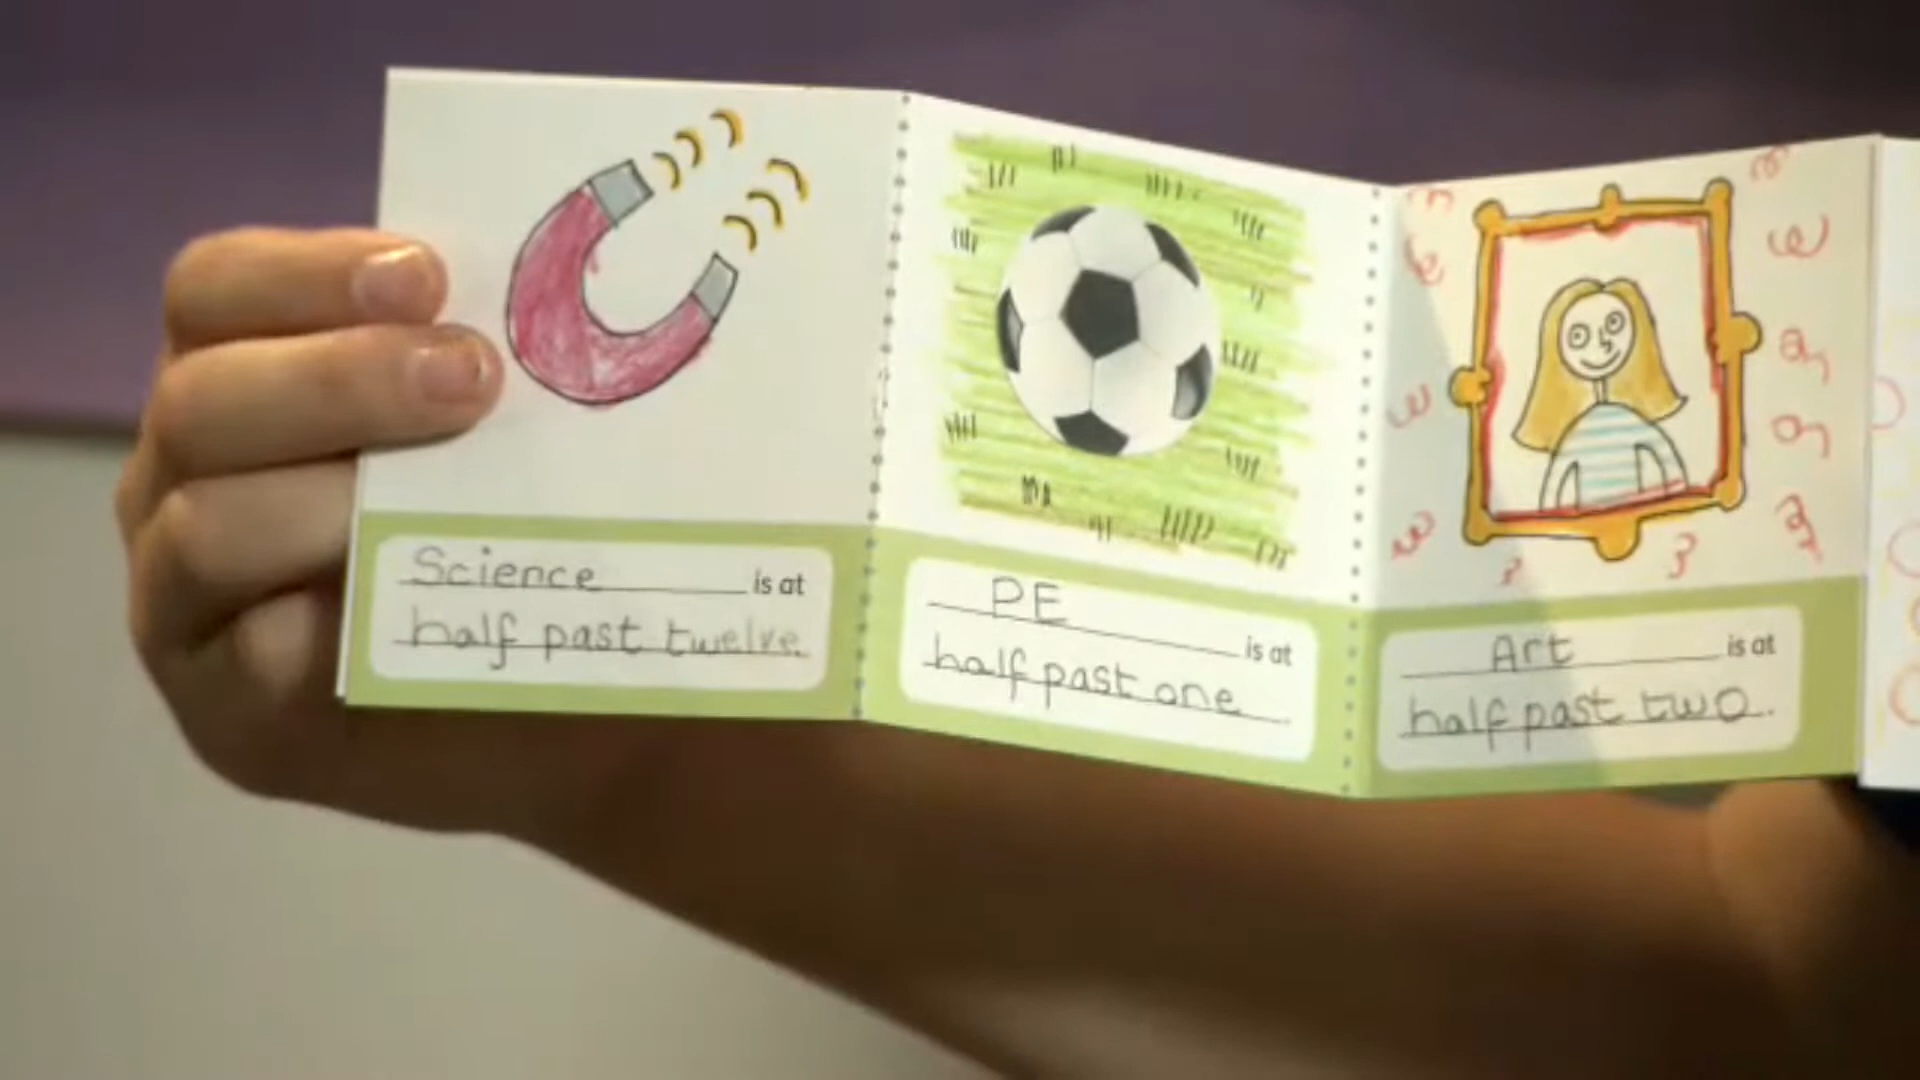 Science is at
half past twelve.
PE is at
half past one.
Art is at
half past two.